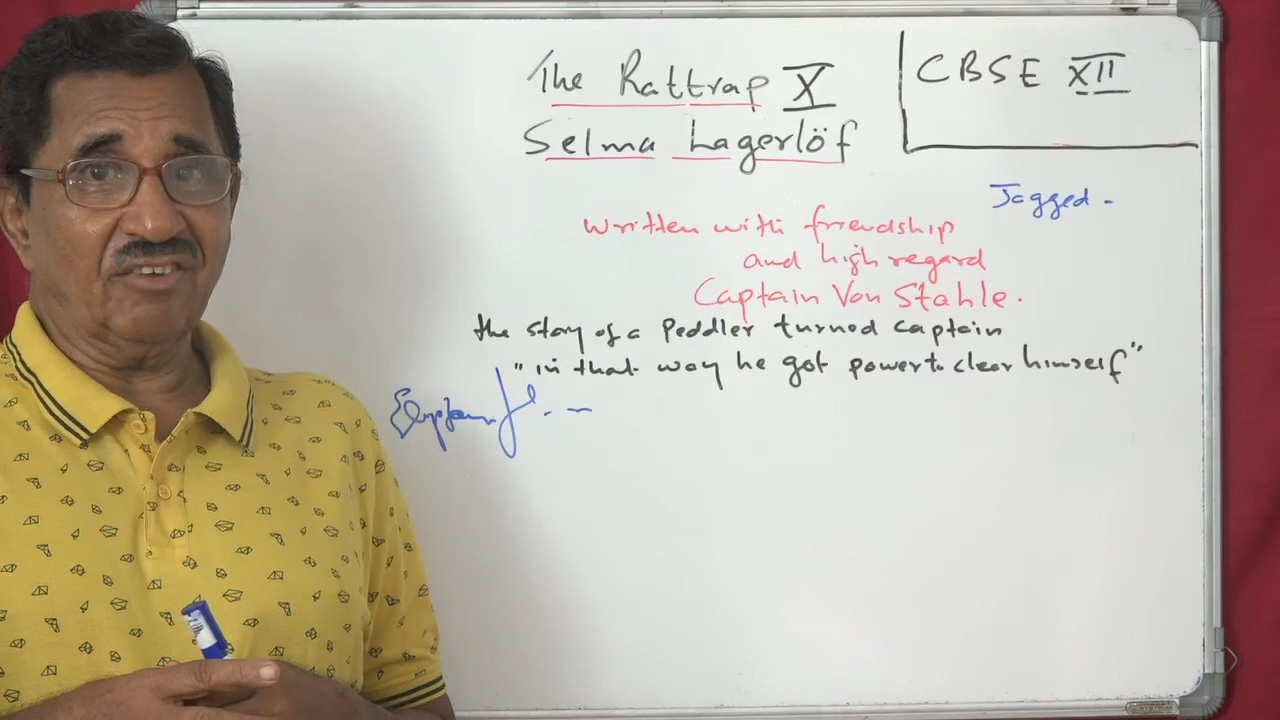 The Rattrap X
Selma Lagerlöf
CBSE XII
Jagged -
Written with friendship
and high regard
Captain Von Stahle.
the story of a Peddler turned Captain
"in that way he got power to clear himself"